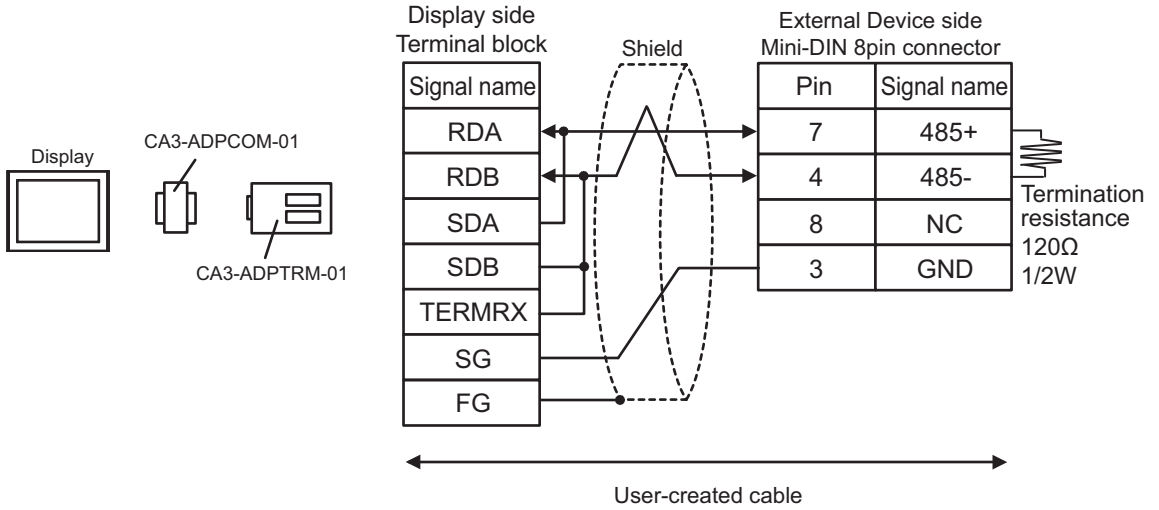 Display side
Terminal block
Shield
External Device side
Mini-DIN 8pin connector
Signal name
Pin
Signal name
RDA
7
485+
RDB
4
485-
SDA
8
NC
SDB
3
GND
TERMRX
SG
FG
Display
CA3-ADPCOM-01
CA3-ADPTRM-01
Termination
resistance
120Ω
1/2W
User-created cable